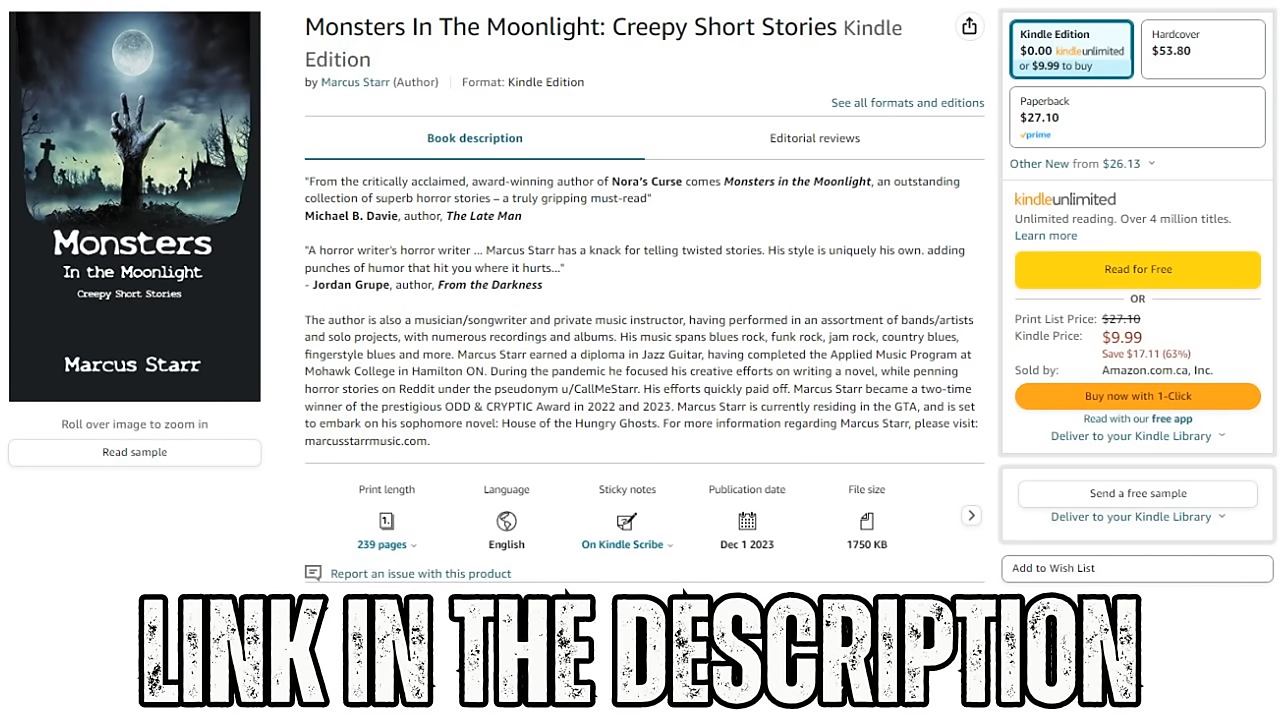 Monsters
In the Moonlight
Creepy Short Stories
Marcus Starr
Roll over image to zoom in
Read sample
Monsters In The Moonlight: Creepy Short Stories Kindle
Edition
by Marcus Starr (Author) Format: Kindle Edition
See all formats and editions
Book description Editorial reviews
"From the critically acclaimed, award-winning author of Nora's Curse comes Monsters in the Moonlight, an outstanding
collection of superb horror stories – a truly gripping must-read"
Michael B. Davie, author, The Late Man
"A horror writer's horror writer ... Marcus Starr has a knack for telling twisted stories. His style is uniquely his own. adding
punches of humor that hit you where it hurts..."
- Jordan Grupe, author, From the Darkness
The author is also a musician/songwriter and private music instructor, having performed in an assortment of bands/artists
and solo projects, with numerous recordings and albums. His music spans blues rock, funk rock, jam rock, country blues,
fingerstyle blues and more. Marcus Starr earned a diploma in Jazz Guitar, having completed the Applied Music Program at
Mohawk College in Hamilton ON. During the pandemic he focused his creative efforts on writing a novel, while penning
horror stories on Reddit under the pseudonym u/CallMeStarr. His efforts quickly paid off. Marcus Starr became a two-time
winner of the prestigious ODD & CRYPTIC Award in 2022 and 2023. Marcus Starr is currently residing in the GTA, and is set
to embark on his sophomore novel: House of the Hungry Ghosts. For more information regarding Marcus Starr, please visit:
marcusstarrmusic.com.
Print length Language Sticky notes Publication date File size
1.
239 pages English On Kindle Scribe Dec 1 2023 1750 KB
Report an issue with this product
Kindle Edition
$0.00 kindleunlimited
or $9.99 to buy
Hardcover
$53.80
Paperback
$27.10
prime
Other New from $26.13
kindleunlimited
Unlimited reading. Over 4 million titles.
Learn more
Read for Free
OR
Print List Price: $27.10
Kindle Price: $9.99
Save $17.11 (63%)
Sold by: Amazon.com.ca, Inc.
Buy now with 1-Click
Read with our free app
Deliver to your Kindle Library
Send a free sample
Deliver to your Kindle Library
Add to Wish List
LINK IN THE DESCRIPTION